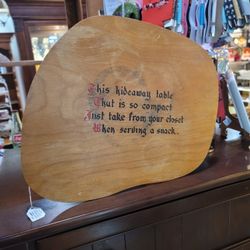 This hideaway table
That is so compact
Just take from your closet
When serving a snack.